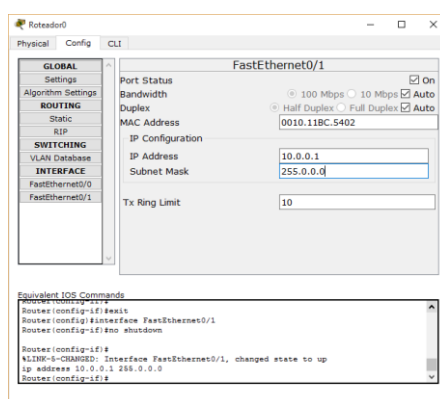 Roteador0
Physical Config CLI
GLOBAL
Settings
Algorithm Settings
ROUTING
Static
RIP
SWITCHING
VLAN Database
INTERFACE
FastEthernet0/0
FastEthernet0/1
FastEthernet0/1
Port Status On
Bandwidth 100 Mbps 10 Mbps Auto
Duplex Half Duplex Full Duplex Auto
MAC Address 0010.11BC.5402
IP Configuration
IP Address 10.0.0.1
Subnet Mask 255.0.0.0
Tx Ring Limit 10
Equivalent IOS Commands
Router(config-if)#
Router(config-if)#exit
Router(config)#interface FastEthernet0/1
Router(config-if)#no shutdown
Router(config-if)#
%LINK-5-CHANGED: Interface FastEthernet0/1, changed state to up
ip address 10.0.0.1 255.0.0.0
Router(config-if)#